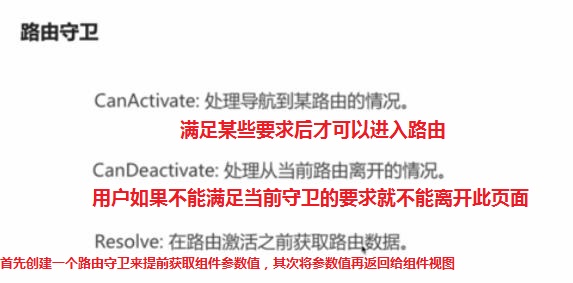 路由守卫
CanActivate: 处理导航到某路由的情况。
满足某些要求后才可以进入路由
CanDeactivate: 处理从当前路由离开的情况。
用户如果不能满足当前守卫的要求就不能离开此页面
Resolve: 在路由激活之前获取路由数据。
首先创建一个路由守卫来提前获取组件参数值，其次将参数值再返回给组件视图